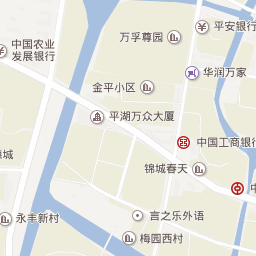 平安银行
万孚尊园
中国农业
发展银行
华润万家
金平小区
平湖万众大厦
中国工商银行
城
锦城春天
中
永丰新村
言之乐外语
梅园西村